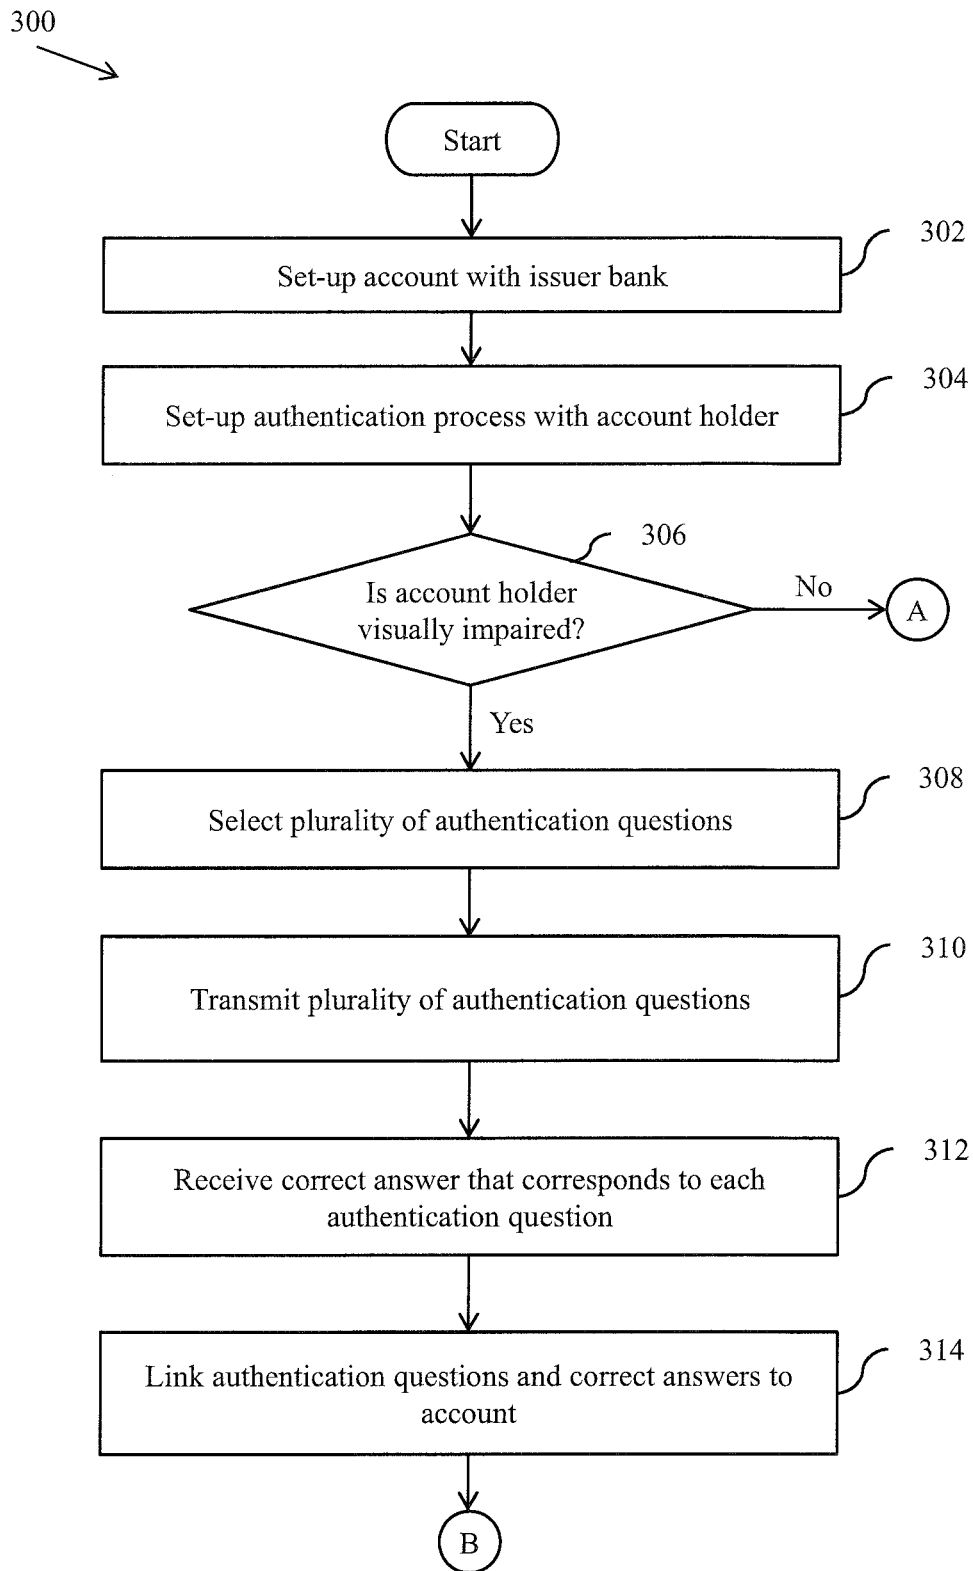 300
Start
302
Set-up account with issuer bank
304
Set-up authentication process with account holder
306
Is account holder
visually impaired?
No
A
Yes
308
Select plurality of authentication questions
310
Transmit plurality of authentication questions
312
Receive correct answer that corresponds to each
authentication question
314
Link authentication questions and correct answers to
account
B